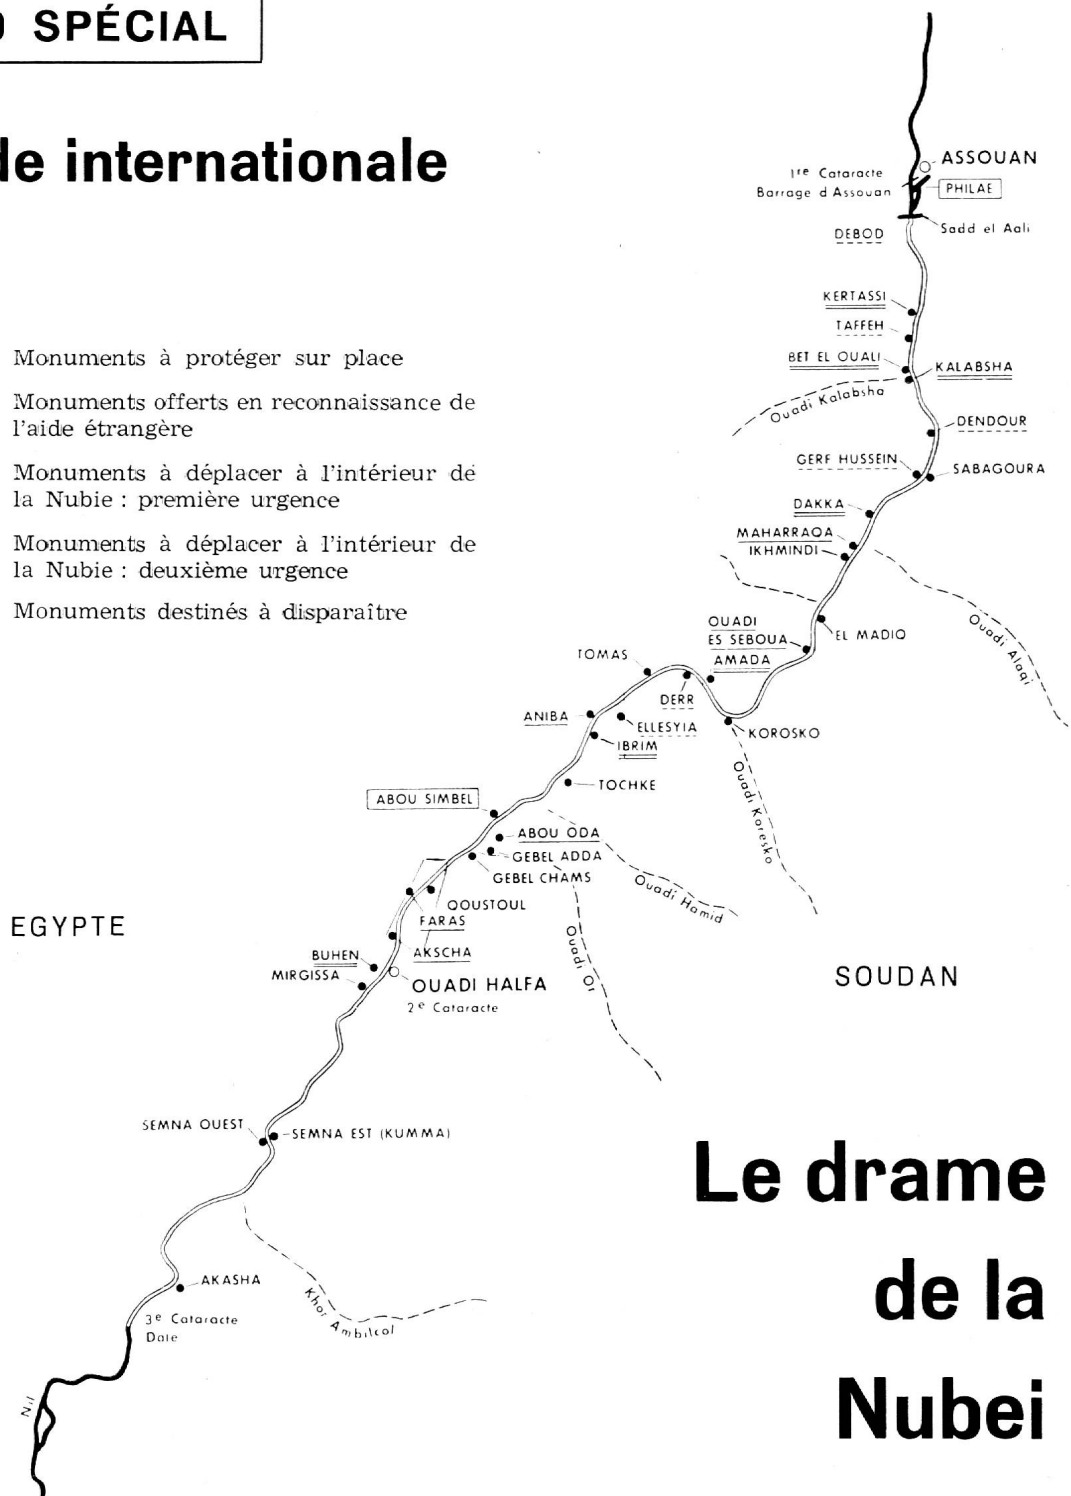 SPÉCIAL
de internationale
Monuments à protéger sur place
Monuments offerts en reconnaissance de
l'aide étrangère
Monuments à déplacer à l'intérieur de
la Nubie : première urgence
Monuments à déplacer à l'intérieur de
la Nubie : deuxième urgence
Monuments destinés à disparaître
ASSOUAN
1re Cataracte
Barrage d Assouan
PHILAE
Sadd el Aali
DEBOD
KERTASSI
TAFFEH
BET EL OUALI
KALABSHA
Ouadi Kalabsha
DENDOUR
GERF HUSSEIN
SABAGOURA
DAKKA
MAHARRAQA
IKHMINDI
OUADI
ES SEBOUA
EL MADIQ
Ouadi Alaqi
AMADA
TOMAS
DERR
ANIBA
ELLESYIA
KOROSKO
IBRIM
Ouadi Koresko
TOCHKE
ABOU SIMBEL
ABOU ODA
GEBEL ADDA
GEBEL CHAMS
Ouadi Hamid
QOUSTOUL
FARAS
EGYPTE
AKSCHA
BUHEN
MIRGISSA
Ouadi Or
SOUDAN
OUADI HALFA
2e Cataracte
SEMNA OUEST
SEMNA EST (KUMMA)
Le drame
de la
Nubei
AKASHA
3e Cataracte
Dale
Khor Ambilcol
Nil